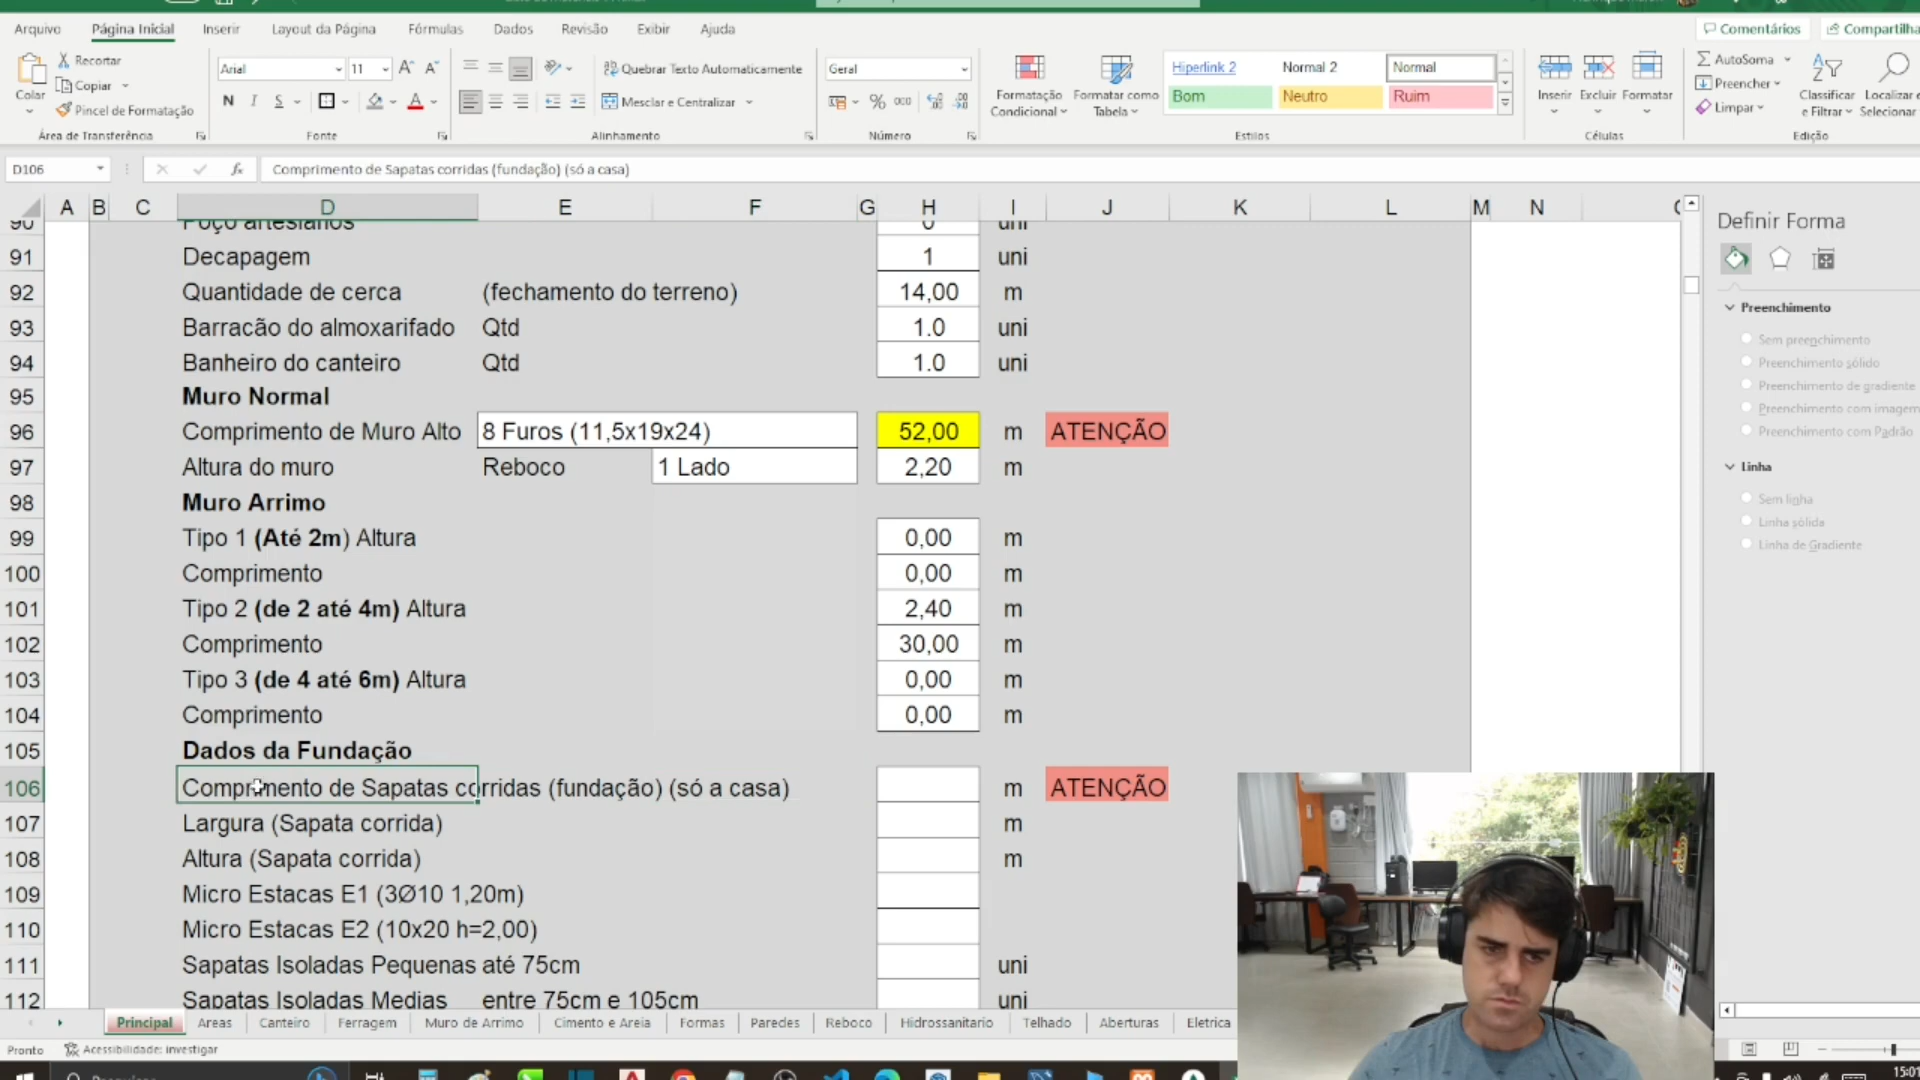 Arquivo Página Inicial Inserir Layout da Página Fórmulas Dados Revisão Exibir Ajuda Comentários Compartilha
Colar
Recortar
Copiar
Pincel de Formatação
Área de Transferência
Arial 11
N I S
Fonte
Quebrar Texto Automaticamente
Mesclar e Centralizar
Alinhamento
Geral
% 000
Número
Formatação Condicional
Formatar como Tabela
Hiperlink 2 Normal 2 Normal
Bom Neutro Ruim
Estilos
Inserir Excluir Formatar
Células
AutoSoma
Preencher
Limpar
Classificar e Filtrar
Localizar e Selecionar
Edição
D106 fx Comprimento de Sapatas corridas (fundação) (só a casa)
A B C D E F G H I J K L M N
90 Poço artesianos 0 uni
91 Decapagem 1 uni
92 Quantidade de cerca (fechamento do terreno) 14,00 m
93 Barracão do almoxarifado Qtd 1.0 uni
94 Banheiro do canteiro Qtd 1.0 uni
95 Muro Normal
96 Comprimento de Muro Alto 8 Furos (11,5x19x24) 52,00 m ATENÇÃO
97 Altura do muro Reboco 1 Lado 2,20 m
98 Muro Arrimo
99 Tipo 1 (Até 2m) Altura 0,00 m
100 Comprimento 0,00 m
101 Tipo 2 (de 2 até 4m) Altura 2,40 m
102 Comprimento 30,00 m
103 Tipo 3 (de 4 até 6m) Altura 0,00 m
104 Comprimento 0,00 m
105 Dados da Fundação
106 Comprimento de Sapatas corridas (fundação) (só a casa) m ATENÇÃO
107 Largura (Sapata corrida) m
108 Altura (Sapata corrida) m
109 Micro Estacas E1 (3Ø10 1,20m)
110 Micro Estacas E2 (10x20 h=2,00)
111 Sapatas Isoladas Pequenas até 75cm uni
112 Sapatas Isoladas Medias entre 75cm e 105cm uni
Definir Forma
Preenchimento
Sem preenchimento
Preenchimento sólido
Preenchimento de gradiente
Preenchimento com imagem
Preenchimento com Padrão
Linha
Sem linha
Linha sólida
Linha de Gradiente
Principal Areas Canteiro Ferragem Muro de Arrimo Cimento e Areia Formas Paredes Reboco Hidrossanitario Telhado Aberturas Eletrica
Pronto Acessibilidade: investigar
15:01